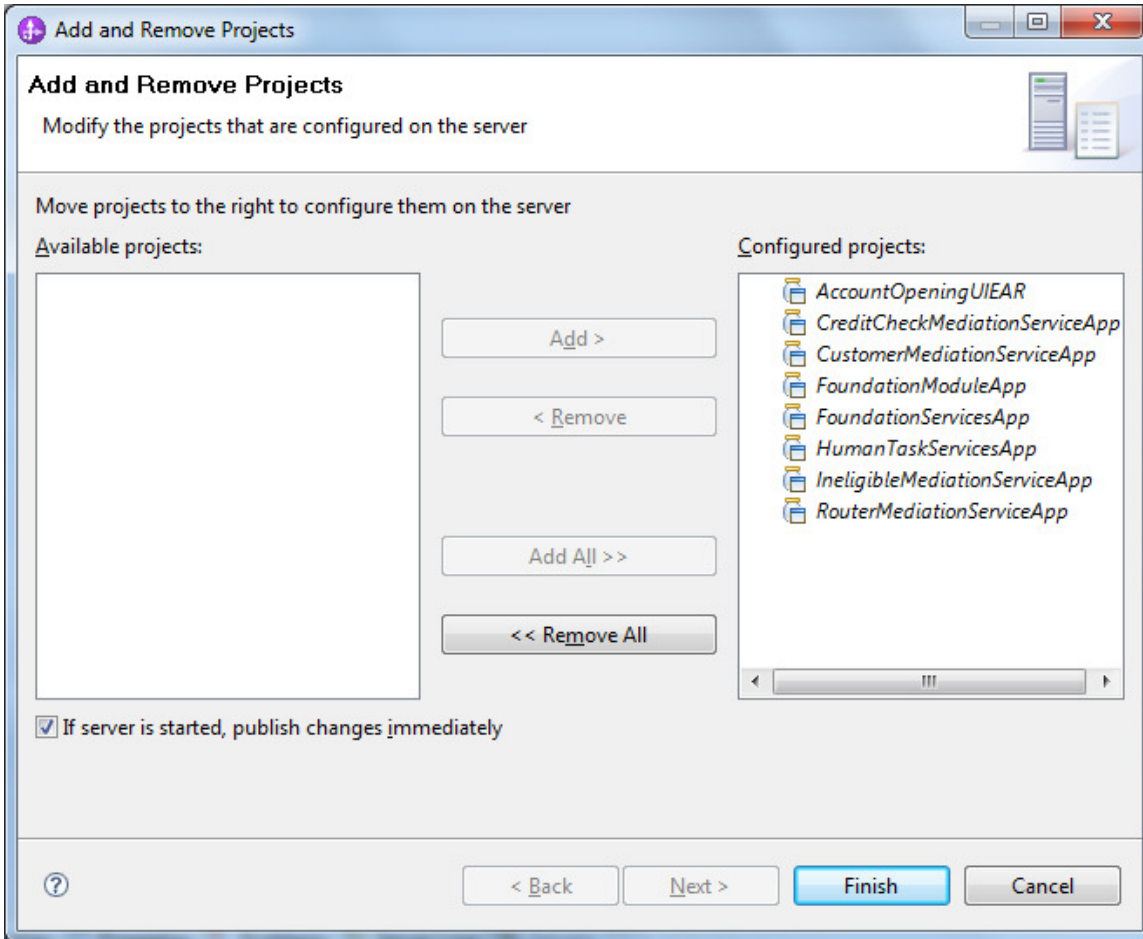 Add and Remove Projects
Add and Remove Projects
Modify the projects that are configured on the server
Move projects to the right to configure them on the server
Available projects:
Configured projects:
AccountOpeningUIEAR
CreditCheckMediationServiceApp
CustomerMediationServiceApp
FoundationModuleApp
FoundationServicesApp
HumanTaskServicesApp
IneligibleMediationServiceApp
RouterMediationServiceApp
Add >
< Remove
Add All >>
<< Remove All
If server is started, publish changes immediately
?
< Back
Next >
Finish
Cancel